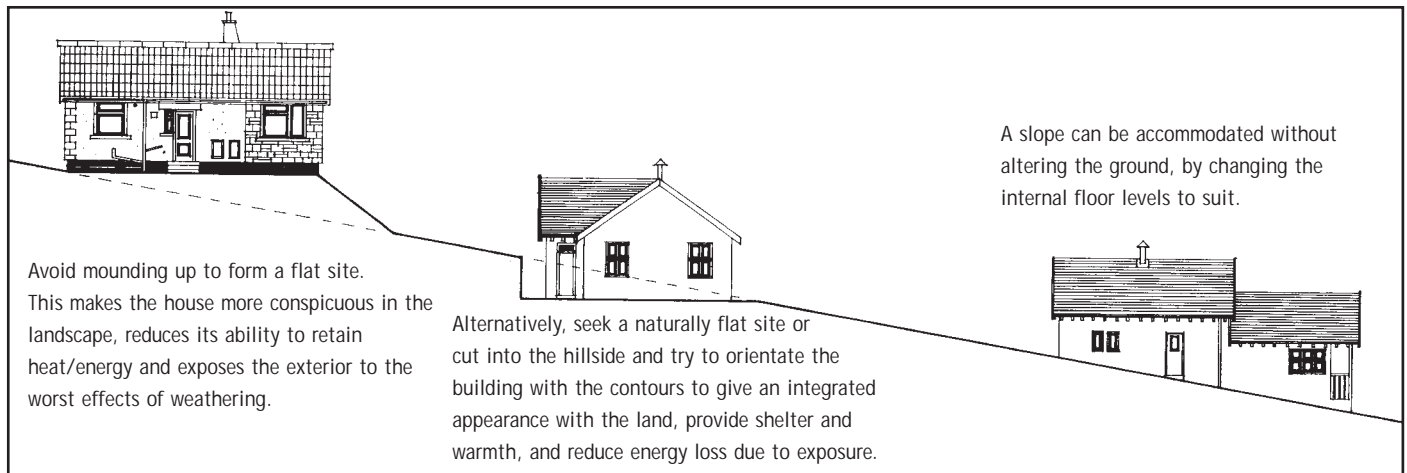 Avoid mounding up to form a flat site.
This makes the house more conspicuous in the
landscape, reduces its ability to retain
heat/energy and exposes the exterior to the
worst effects of weathering.
Alternatively, seek a naturally flat site or
cut into the hillside and try to orientate the
building with the contours to give an integrated
appearance with the land, provide shelter and
warmth, and reduce energy loss due to exposure.
A slope can be accommodated without
altering the ground, by changing the
internal floor levels to suit.